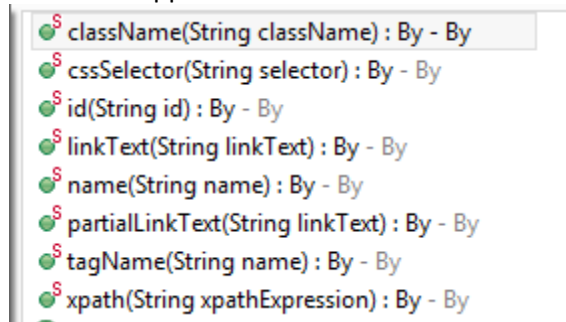 className(String className) : By - By
cssSelector(String selector) : By - By
id(String id) : By - By
linkText(String linkText) : By - By
name(String name) : By - By
partialLinkText(String linkText) : By - By
tagName(String name) : By - By
xpath(String xpathExpression) : By - By